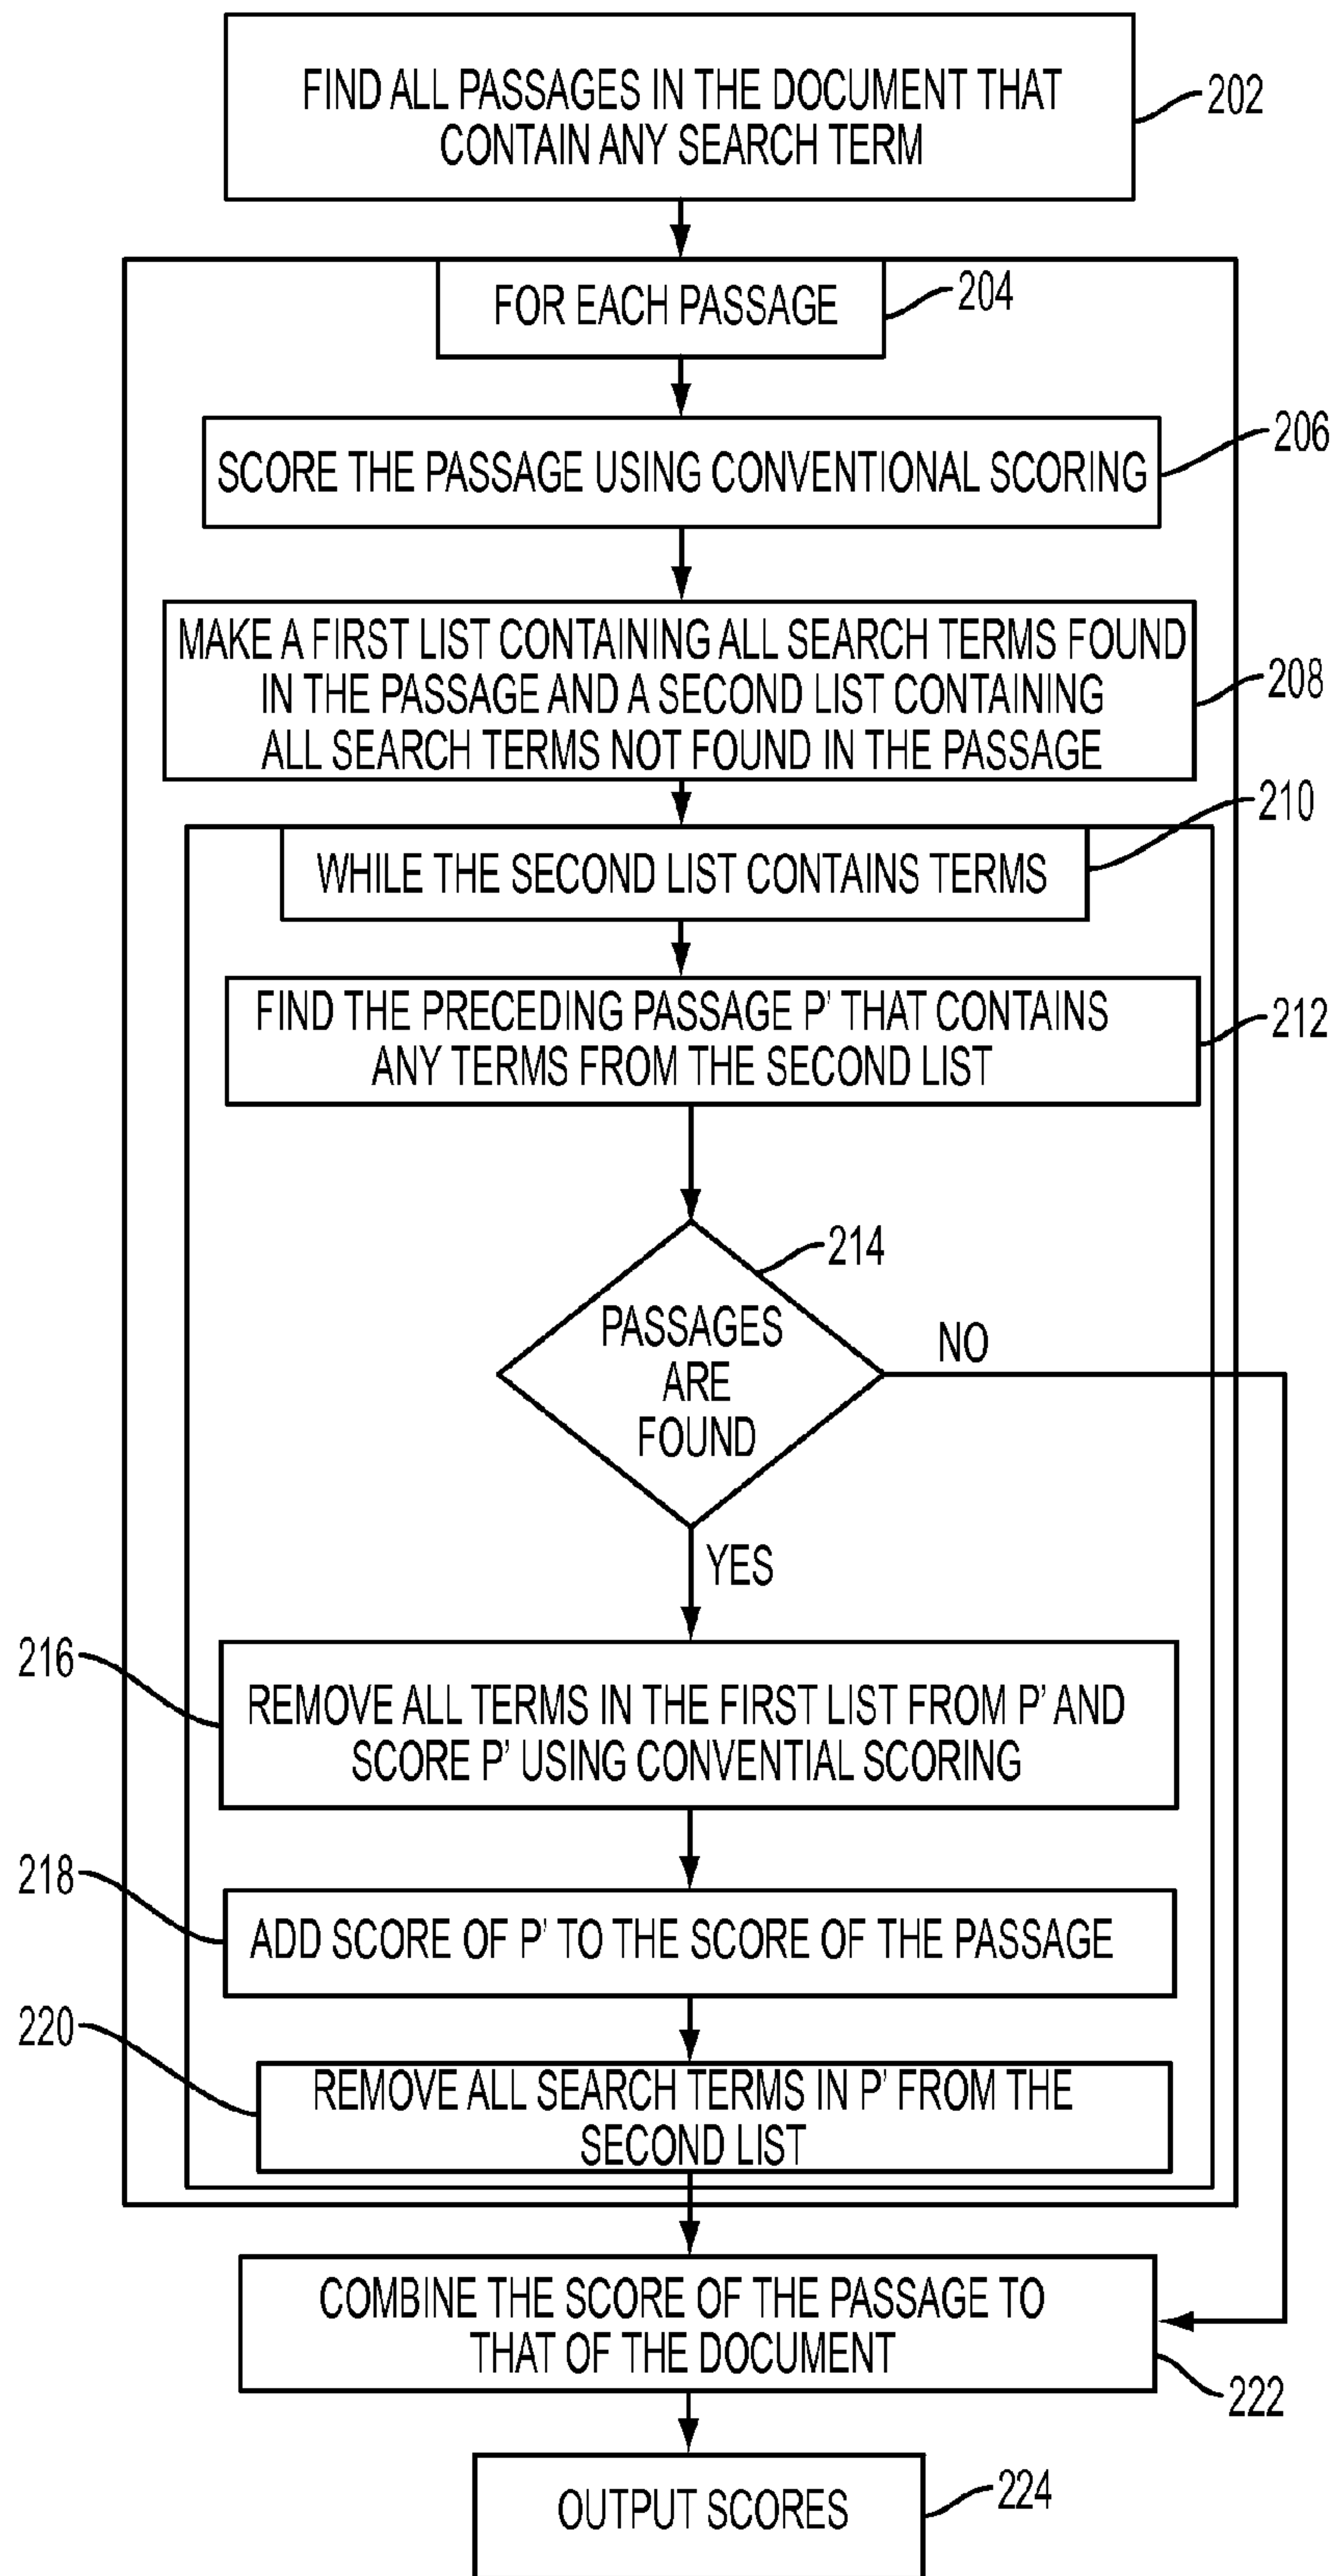 FIND ALL PASSAGES IN THE DOCUMENT THAT
CONTAIN ANY SEARCH TERM
202
FOR EACH PASSAGE
204
SCORE THE PASSAGE USING CONVENTIONAL SCORING
206
MAKE A FIRST LIST CONTAINING ALL SEARCH TERMS FOUND
IN THE PASSAGE AND A SECOND LIST CONTAINING
ALL SEARCH TERMS NOT FOUND IN THE PASSAGE
208
WHILE THE SECOND LIST CONTAINS TERMS
210
FIND THE PRECEDING PASSAGE P' THAT CONTAINS
ANY TERMS FROM THE SECOND LIST
212
214
PASSAGES
ARE
FOUND
NO
YES
216
REMOVE ALL TERMS IN THE FIRST LIST FROM P' AND
SCORE P' USING CONVENTIAL SCORING
218
ADD SCORE OF P' TO THE SCORE OF THE PASSAGE
220
REMOVE ALL SEARCH TERMS IN P' FROM THE
SECOND LIST
COMBINE THE SCORE OF THE PASSAGE TO
THAT OF THE DOCUMENT
222
OUTPUT SCORES
224